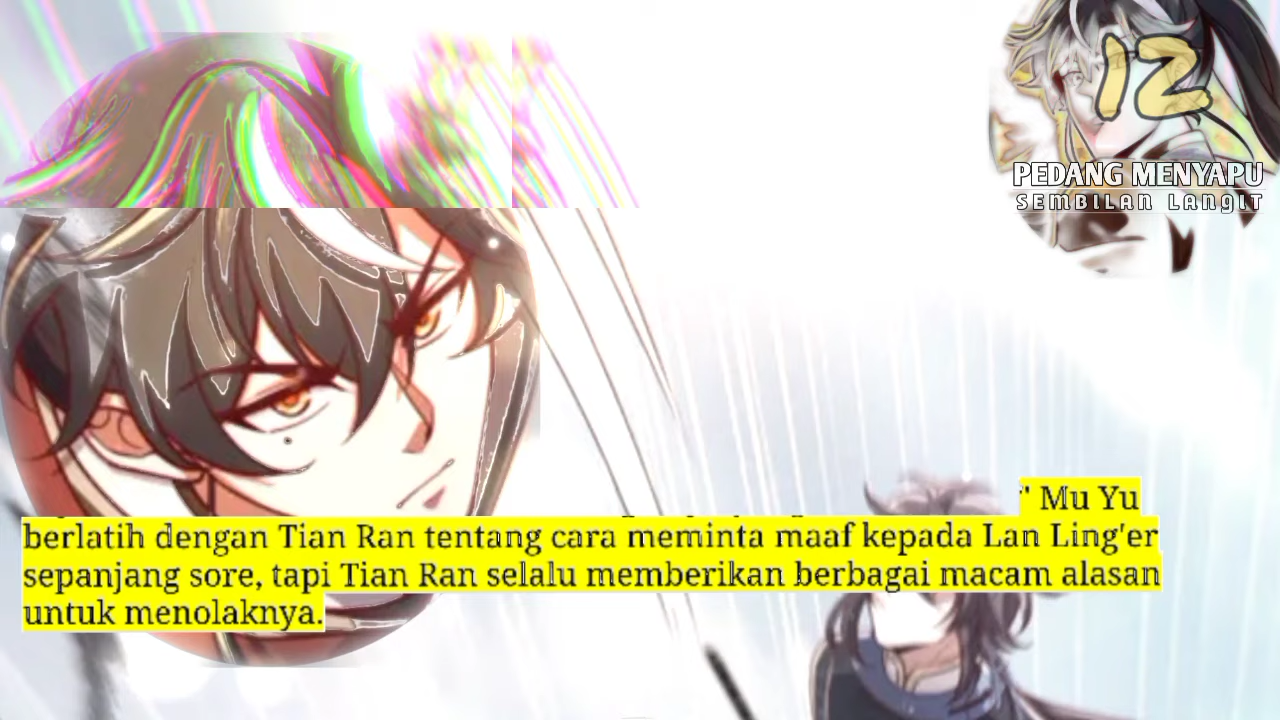 12
PEDANG MENYAPU
SEMBILAN LANGIT
" Mu Yu
berlatih dengan Tian Ran tentang cara meminta maaf kepada Lan Ling'er
sepanjang sore, tapi Tian Ran selalu memberikan berbagai macam alasan
untuk menolaknya.